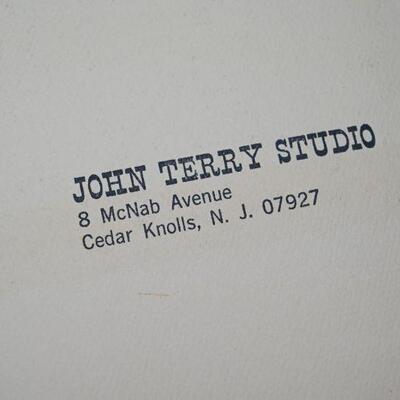 JOHN TERRY STUDIO
8 McNab Avenue
Cedar Knolls, N. J. 07927